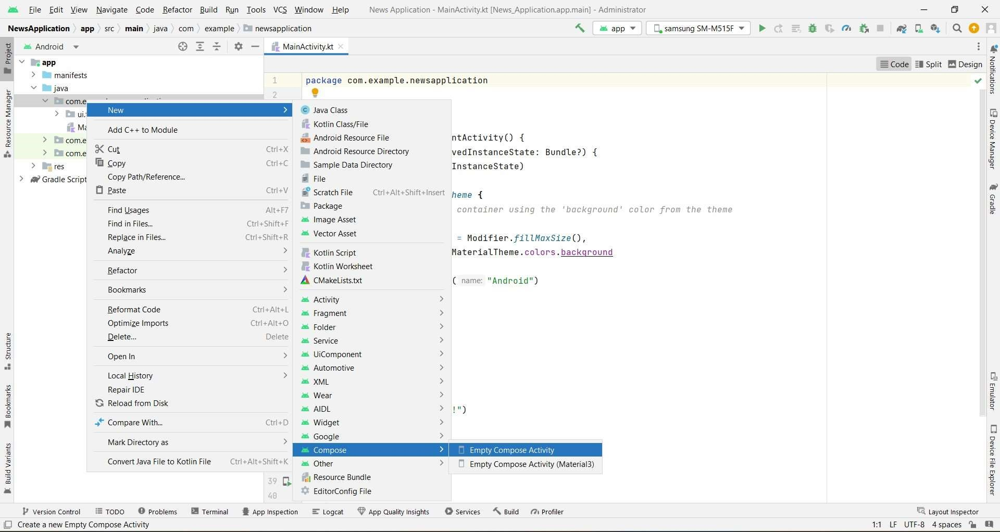 File Edit View Navigate Code Refactor Build Run Tools VCS Window Help News Application - MainActivity.kt [News_Application.app.main] - Administrator
NewsApplication app src main java com example newsapplication app samsung SM-M515F
Android
MainActivity.kt
Code Split Design
Project
Resource Manager
Structure
Bookmarks
Build Variants
app
manifests
java
com.e
ui.
Ma
com.e
com.e
res
Gradle Script
New
Add C++ to Module
Cut Ctrl+X
Copy Ctrl+C
Copy Path/Reference...
Paste Ctrl+V
Find Usages Alt+F7
Find in Files... Ctrl+Shift+F
Replace in Files... Ctrl+Shift+R
Analyze
Refactor
Bookmarks
Reformat Code Ctrl+Alt+L
Optimize Imports Ctrl+Alt+O
Delete... Delete
Open In
Local History
Repair IDE
Reload from Disk
Compare With... Ctrl+D
Mark Directory as
Convert Java File to Kotlin File Ctrl+Alt+Shift+K
Java Class
Kotlin Class/File
Android Resource File
Android Resource Directory
Sample Data Directory
File
Scratch File Ctrl+Alt+Shift+Insert
Package
Image Asset
Vector Asset
Kotlin Script
Kotlin Worksheet
CMakeLists.txt
Activity
Fragment
Folder
Service
UiComponent
Automotive
XML
Wear
AIDL
Widget
Google
Compose
Other
Resource Bundle
EditorConfig File
Empty Compose Activity
Empty Compose Activity (Material3)
1 package com.example.newsapplication
2
ntActivity() {
vedInstanceState: Bundle?) {
InstanceState)
heme {
container using the 'background' color from the theme
= Modifier.fillMaxSize(),
MaterialTheme.colors.background
( name: "Android")
!")
39
40
Notifications
Device Manager
Gradle
Emulator
Device File Explorer
Version Control TODO Problems Terminal App Inspection Logcat App Quality Insights Services Build Profiler Layout Inspector
Create a new Empty Compose Activity 1:1 LF UTF-8 4 spaces